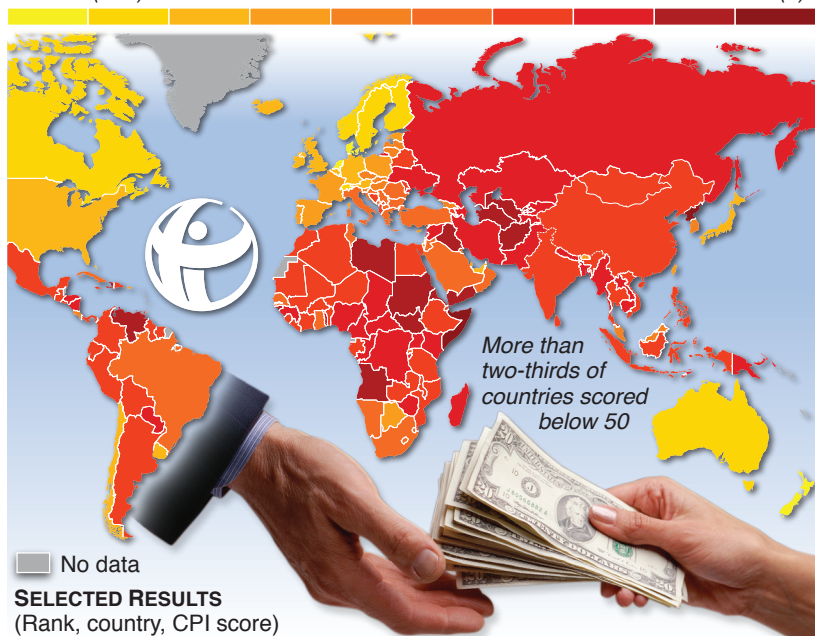 More than
two-thirds of
countries scored
below 50
No data
SELECTED RESULTS
(Rank, country, CPI score)